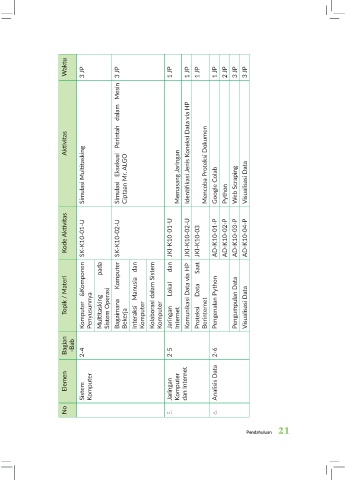 No Elemen Bagian -Bab Topik / Materi Kode Aktivitas Aktivitas Waktu
Sistem Komputer 2-4 Komputer &Komponen Penyusunnya SK-K10-01-U Simulasi Multitasking 3 JP
Multitasking pada Sistem Operasi
Bagaimana Komputer Bekerja SK-K10-02-U Simulasi Eksekusi Perintah dalam Mesin Ciptaan Mr. ALGO 3 JP
Interaksi Manusia dan Komputer
Kolaborasi dalam Sistem Komputer
Jaringan Komputer dan Internet 2-5 Jaringan Lokal dan Internet JKI-K10-01-U Memasang Jaringan 1 JP
Komunikasi Data via HP JKI-K10-02-U Identifikasi Jenis Koneksi Data via HP 1 JP
Proteksi Data Saat Berinternet JKI-K10-03 Mencoba Proteksi Dokumen 1 JP
Analisis Data 2-6 Pengenalan Python AD-K10-01-P Google Colab 1 JP
AD-K10-02-P Python 2 JP
Pengumpulan Data AD-K10-03-P Web Scraping 3 JP
Visualisasi Data AD-K10-04-P Visualisasi Data 3 JP
Pendahuluan 21